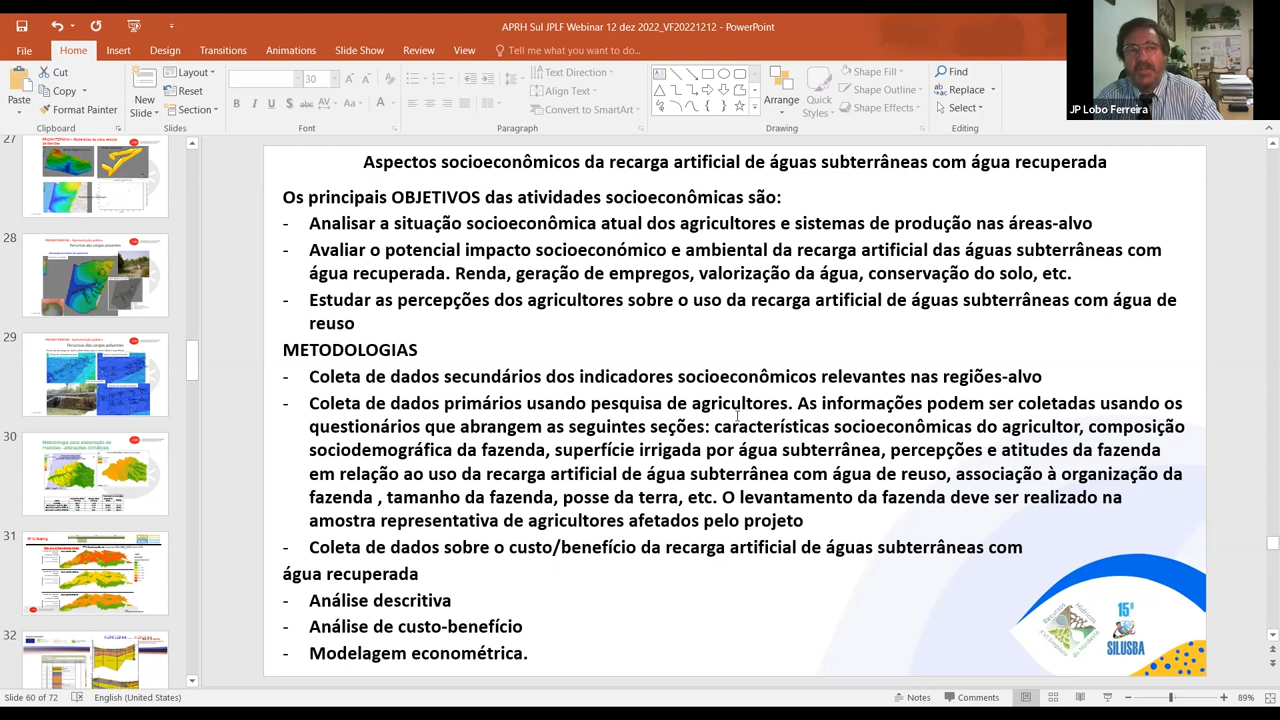 APRH Sul JPLF Webinar 12 dez 2022_VF20221212 - PowerPoint
File Home Insert Design Transitions Animations Slide Show Review View Tell me what you want to do...
JP Lobo Ferreira
Paste
Cut
Copy
Format Painter
Clipboard
New Slide
Layout
Reset
Section
Slides
30
B I U S abc AV Aa A
Font
Text Direction
Align Text
Convert to SmartArt
Paragraph
Arrange
Quick Styles
Shape Fill
Shape Outline
Shape Effects
Drawing
Find
Replace
Select
Editing
27
28
29
30
31
32
Aspectos socioeconômicos da recarga artificial de águas subterrâneas com água recuperada
Os principais OBJETIVOS das atividades socioeconômicas são:
- Analisar a situação socioeconômica atual dos agricultores e sistemas de produção nas áreas-alvo
- Avaliar o potencial impacto socioeconómico e ambiental da recarga artificial das águas subterrâneas com
água recuperada. Renda, geração de empregos, valorização da água, conservação do solo, etc.
- Estudar as percepções dos agricultores sobre o uso da recarga artificial de águas subterrâneas com água de
reuso
METODOLOGIAS
- Coleta de dados secundários dos indicadores socioeconômicos relevantes nas regiões-alvo
- Coleta de dados primários usando pesquisa de agricultores. As informações podem ser coletadas usando os
questionários que abrangem as seguintes seções: características socioeconômicas do agricultor, composição
sociodemográfica da fazenda, superfície irrigada por água subterrânea, percepções e atitudes da fazenda
em relação ao uso da recarga artificial de água subterrânea com água de reuso, associação à organização da
fazenda , tamanho da fazenda, posse da terra, etc. O levantamento da fazenda deve ser realizado na
amostra representativa de agricultores afetados pelo projeto
- Coleta de dados sobre o custo/benefício da recarga artificial de águas subterrâneas com
água recuperada
- Análise descritiva
- Análise de custo-benefício
- Modelagem econométrica.
15º
SILUSBA
Slide 60 of 72 English (United States) Notes Comments 89%